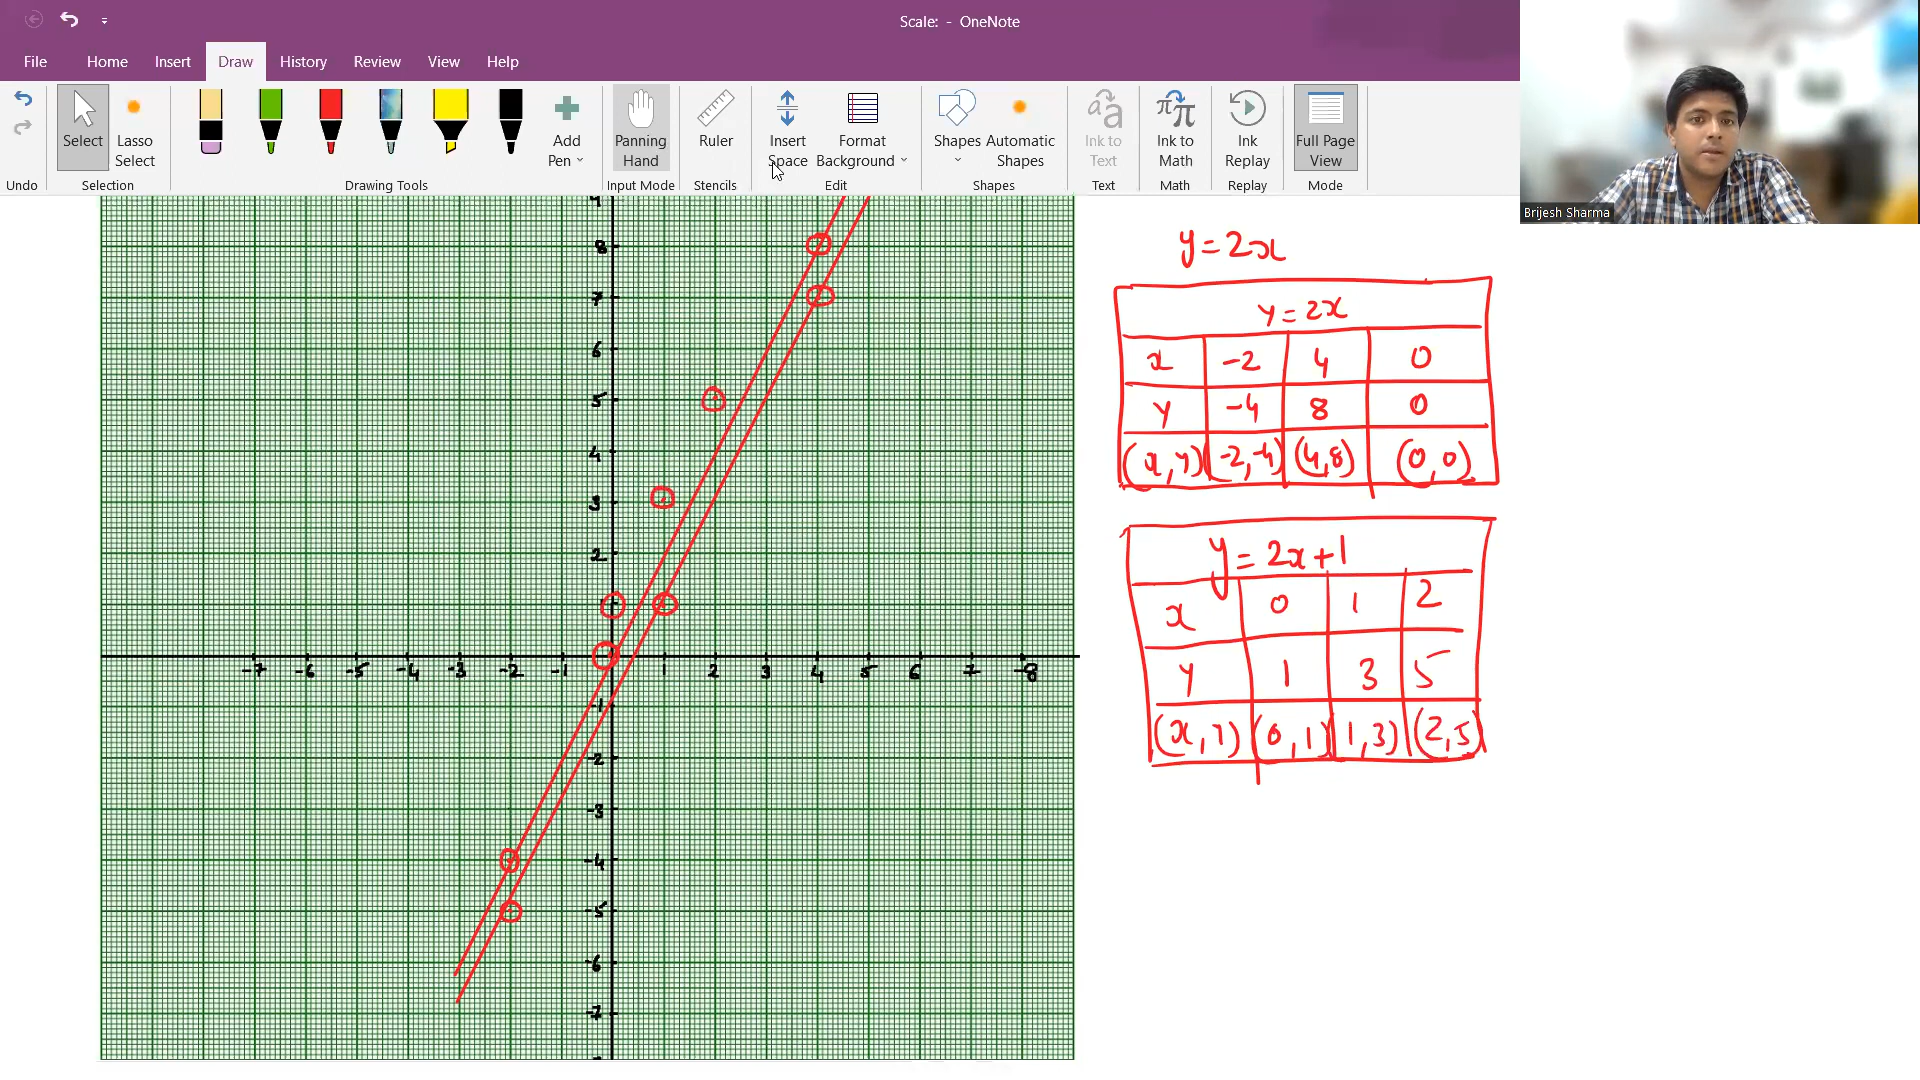 Scale: - OneNote
File Home Insert Draw History Review View Help
Select
Lasso Select
Add Pen
Panning Hand
Ruler
Insert Space
Format Background
Shapes
Automatic Shapes
Ink to Text
Ink to Math
Ink Replay
Full Page View
Undo Selection Drawing Tools Input Mode Stencils Edit Shapes Text Math Replay Mode
Brijesh Sharma
9
8
7
6
5
4
3
2
1
-7 -6 -5 -4 -3 -2 -1 1 2 3 4 5 6 7 -8
-1
-2
-3
-4
-5
-6
-7
y = 2x
y = 2x
x -2 4 0
y -4 8 0
(x, y) (-2, -4) (4, 8) (0, 0)
y = 2x + 1
x 0 1 2
y 1 3 5
(x, y) (0, 1) (1, 3) (2, 5)